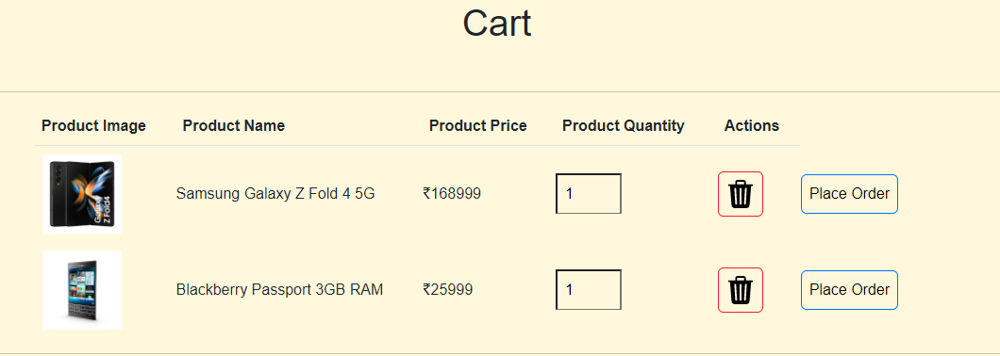 Cart
Product Image Product Name Product Price Product Quantity Actions
Galaxy Z Fold4
Samsung Galaxy Z Fold 4 5G ₹168999 1 Place Order
Blackberry Passport 3GB RAM ₹25999 1 Place Order